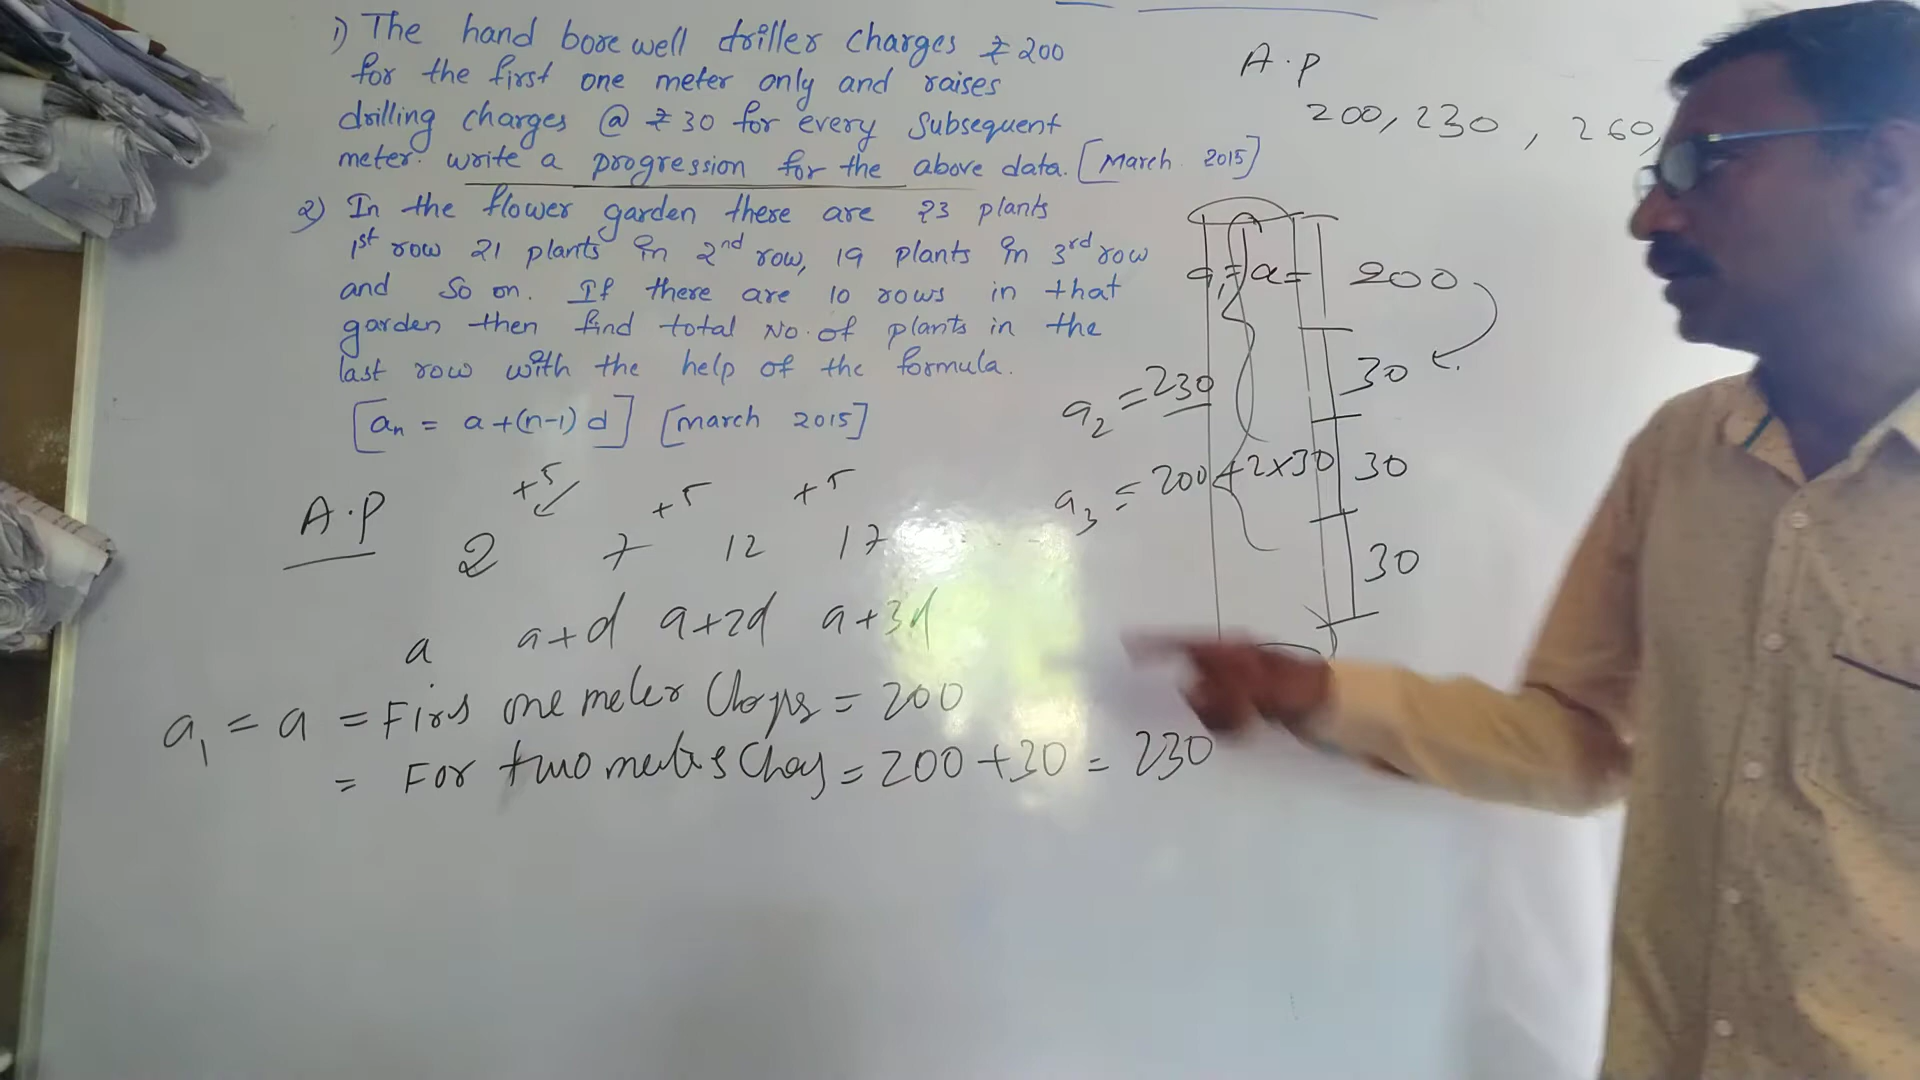 1) The hand bore well driller charges ₹ 200
for the first one meter only and raises
drilling charges @ ₹ 30 for every subsequent
meter. write a progression for the above data. [March 2015]
2) In the flower garden there are 23 plants
1st row 21 plants in 2nd row, 19 plants in 3rd row
and so on. If there are 10 rows in that
garden then find total No. of plants in the
last row with the help of the formula.
[an = a+(n-1) d] [march 2015]
A.P
+5 +5 +5
2 7 12 17
a a+d a+2d a+3d
a1 = a = one meter = 200
= For two = 200 + 30 = 230
A.P
200, 230, 260,
a1 = a = 200
30
a2 = 230
a3 = 200 + 2×30
30
30